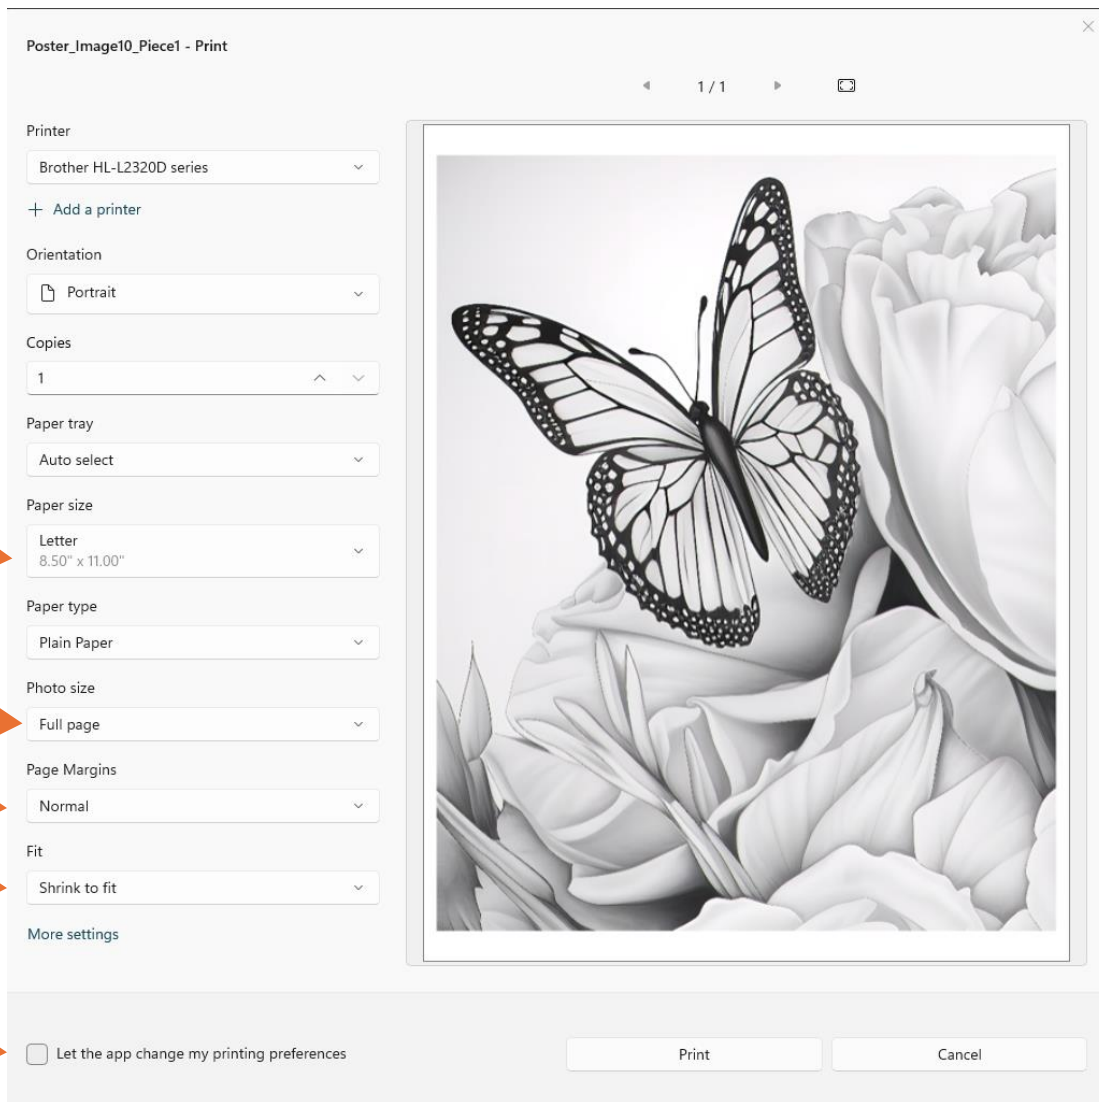 Poster_Image10_Piece1 - Print
1 / 1
Printer
Brother HL-L2320D series
Add a printer
Orientation
Portrait
Copies
1
Paper tray
Auto select
Paper size
Letter
8.50" x 11.00"
Paper type
Plain Paper
Photo size
Full page
Page Margins
Normal
Fit
Shrink to fit
More settings
Let the app change my printing preferences
Print
Cancel